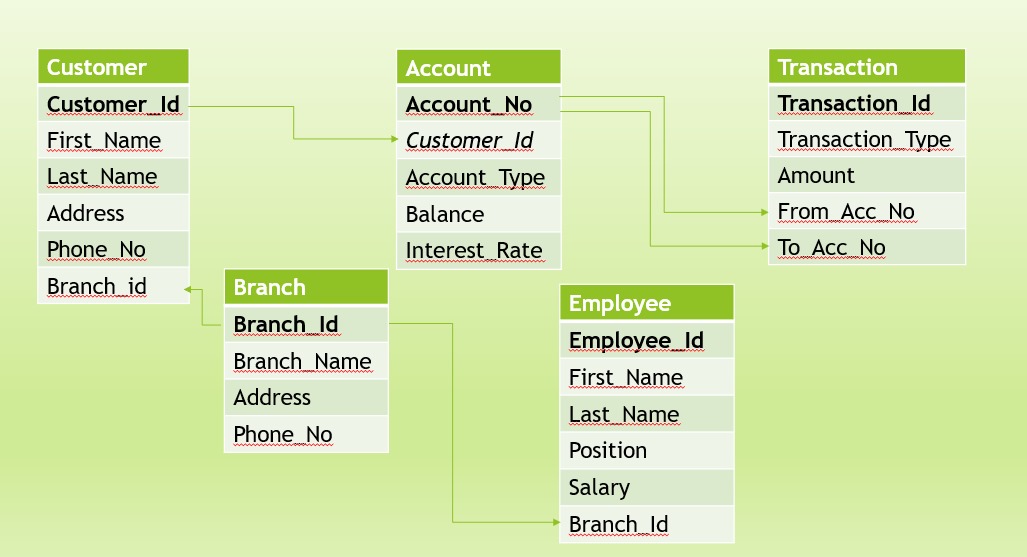 Customer
Customer_Id
First_Name
Last_Name
Address
Phone_No
Branch_id
Account
Account_No
Customer_Id
Account_Type
Balance
Interest_Rate
Transaction
Transaction_Id
Transaction_Type
Amount
From_Acc_No
To_Acc_No
Branch
Branch_Id
Branch_Name
Address
Phone_No
Employee
Employee_Id
First_Name
Last_Name
Position
Salary
Branch_Id